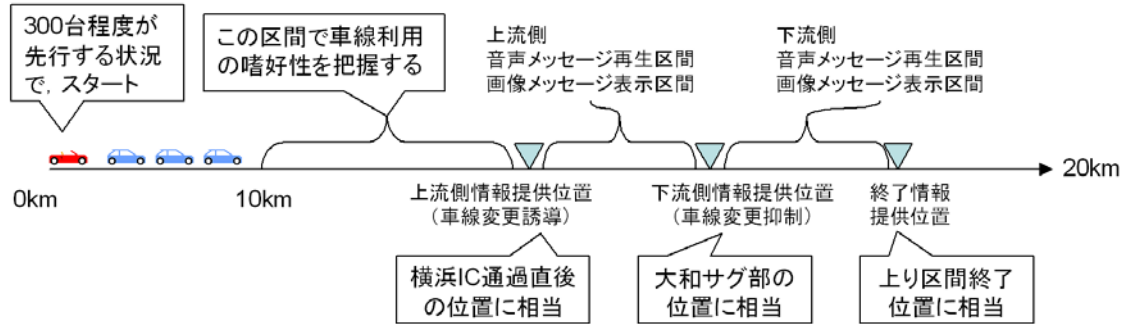 300台程度が
先行する状況
で，スタート
この区間で車線利用
の嗜好性を把握する
上流側
音声メッセージ再生区間
画像メッセージ表示区間
下流側
音声メッセージ再生区間
画像メッセージ表示区間
0km
10km
20km
上流側情報提供位置
（車線変更誘導）
下流側情報提供位置
（車線変更抑制）
終了情報
提供位置
横浜IC通過直後
の位置に相当
大和サグ部の
位置に相当
上り区間終了
位置に相当